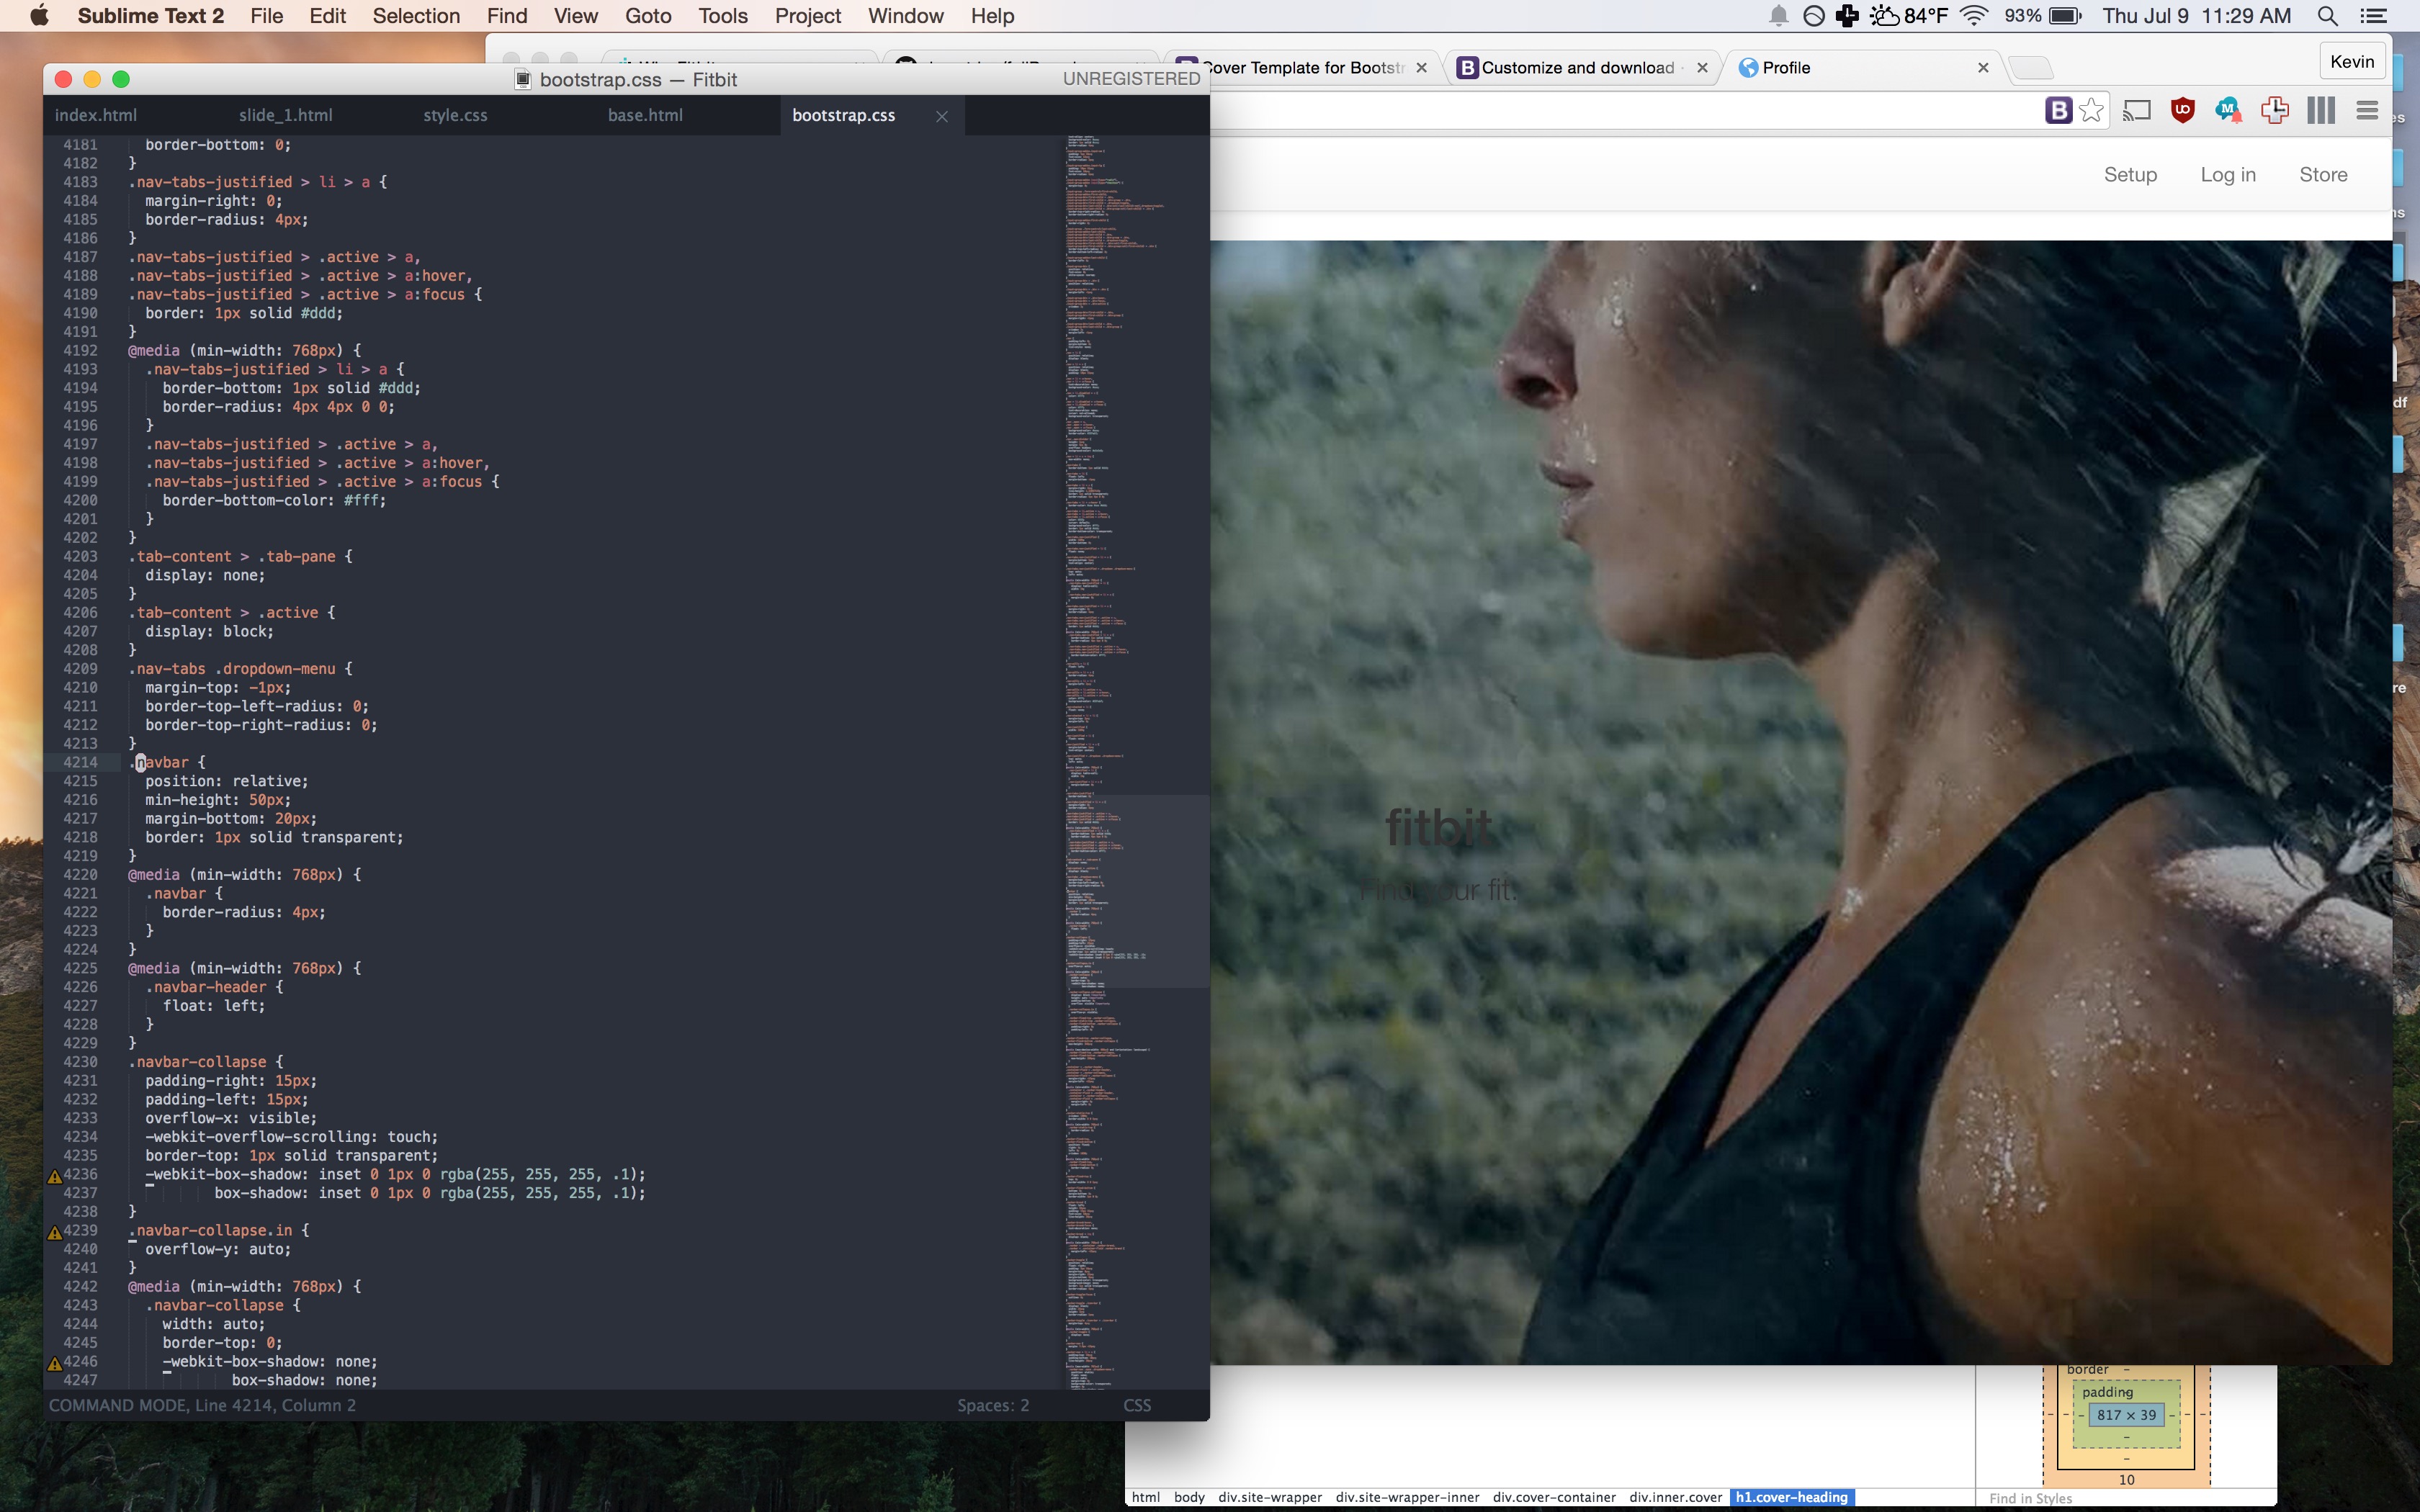 Sublime Text 2 File Edit Selection Find View Goto Tools Project Window Help 84°F 93% Thu Jul 9 11:29 AM
Cover Template for Bootstr Customize and download Profile Kevin
bootstrap.css — Fitbit UNREGISTERED
index.html slide_1.html style.css base.html bootstrap.css
Setup Log in Store
4181 border-bottom: 0;
4182 }
4183 .nav-tabs-justified > li > a {
4184 margin-right: 0;
4185 border-radius: 4px;
4186 }
4187 .nav-tabs-justified > .active > a,
4188 .nav-tabs-justified > .active > a:hover,
4189 .nav-tabs-justified > .active > a:focus {
4190 border: 1px solid #ddd;
4191 }
4192 @media (min-width: 768px) {
4193 .nav-tabs-justified > li > a {
4194 border-bottom: 1px solid #ddd;
4195 border-radius: 4px 4px 0 0;
4196 }
4197 .nav-tabs-justified > .active > a,
4198 .nav-tabs-justified > .active > a:hover,
4199 .nav-tabs-justified > .active > a:focus {
4200 border-bottom-color: #fff;
4201 }
4202 }
4203 .tab-content > .tab-pane {
4204 display: none;
4205 }
4206 .tab-content > .active {
4207 display: block;
4208 }
4209 .nav-tabs .dropdown-menu {
4210 margin-top: -1px;
4211 border-top-left-radius: 0;
4212 border-top-right-radius: 0;
4213 }
4214 .navbar {
4215 position: relative;
4216 min-height: 50px;
4217 margin-bottom: 20px;
4218 border: 1px solid transparent;
4219 }
4220 @media (min-width: 768px) {
4221 .navbar {
4222 border-radius: 4px;
4223 }
4224 }
4225 @media (min-width: 768px) {
4226 .navbar-header {
4227 float: left;
4228 }
4229 }
4230 .navbar-collapse {
4231 padding-right: 15px;
4232 padding-left: 15px;
4233 overflow-x: visible;
4234 -webkit-overflow-scrolling: touch;
4235 border-top: 1px solid transparent;
4236 -webkit-box-shadow: inset 0 1px 0 rgba(255, 255, 255, .1);
4237 box-shadow: inset 0 1px 0 rgba(255, 255, 255, .1);
4238 }
4239 .navbar-collapse.in {
4240 overflow-y: auto;
4241 }
4242 @media (min-width: 768px) {
4243 .navbar-collapse {
4244 width: auto;
4245 border-top: 0;
4246 -webkit-box-shadow: none;
4247 box-shadow: none;
COMMAND MODE, Line 4214, Column 2 Spaces: 2 CSS
fitbit
Find your fit.
border –
padding
817 × 39
10
html body div.site-wrapper div.site-wrapper-inner div.cover-container div.inner.cover h1.cover-heading Find in Styles